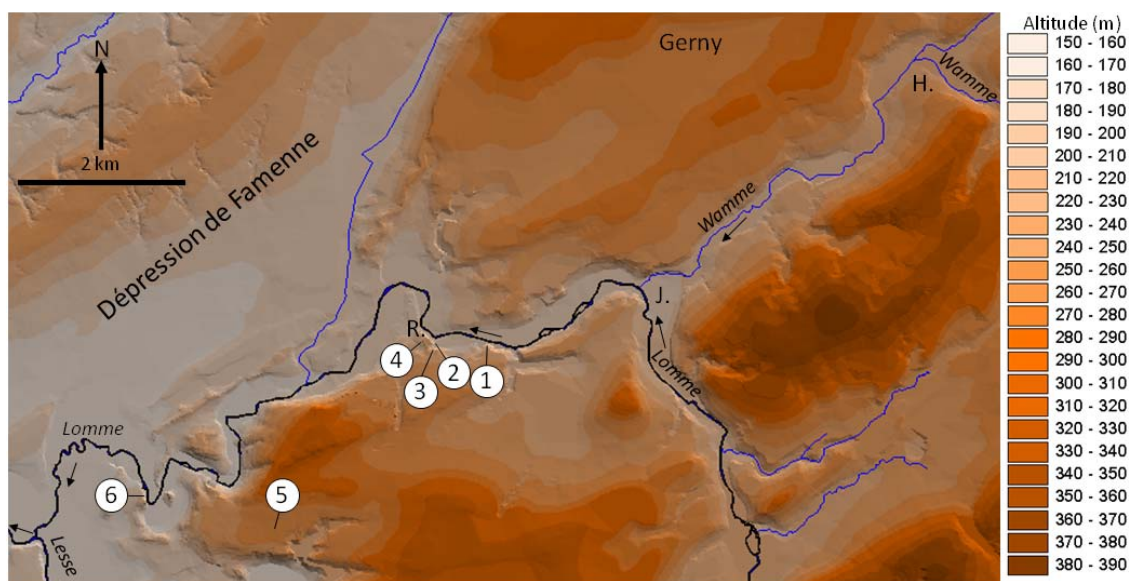 Gerny
N
2 km
Dépression de Famenne
Wamme
H.
Wamme
J.
R.
Lomme
4
3
2
1
Lomme
6
5
Lesse
Altitude (m)
150 - 160
160 - 170
170 - 180
180 - 190
190 - 200
200 - 210
210 - 220
220 - 230
230 - 240
240 - 250
250 - 260
260 - 270
270 - 280
280 - 290
290 - 300
300 - 310
310 - 320
320 - 330
330 - 340
340 - 350
350 - 360
360 - 370
370 - 380
380 - 390